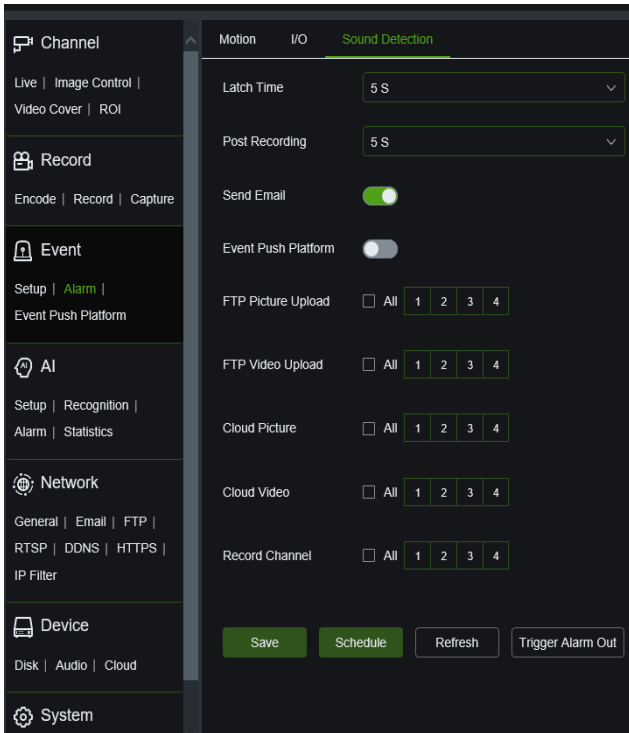 Channel
Live | Image Control |
Video Cover | ROI
Record
Encode | Record | Capture
Event
Setup | Alarm |
Event Push Platform
AI
AI
Setup | Recognition |
Alarm | Statistics
Network
General | Email | FTP |
RTSP | DDNS | HTTPS |
IP Filter
Device
Disk | Audio | Cloud
System
Motion I/O Sound Detection
Latch Time 5 S
Post Recording 5 S
Send Email
Event Push Platform
FTP Picture Upload All 1 2 3 4
FTP Video Upload All 1 2 3 4
Cloud Picture All 1 2 3 4
Cloud Video All 1 2 3 4
Record Channel All 1 2 3 4
Save Schedule Refresh Trigger Alarm Out